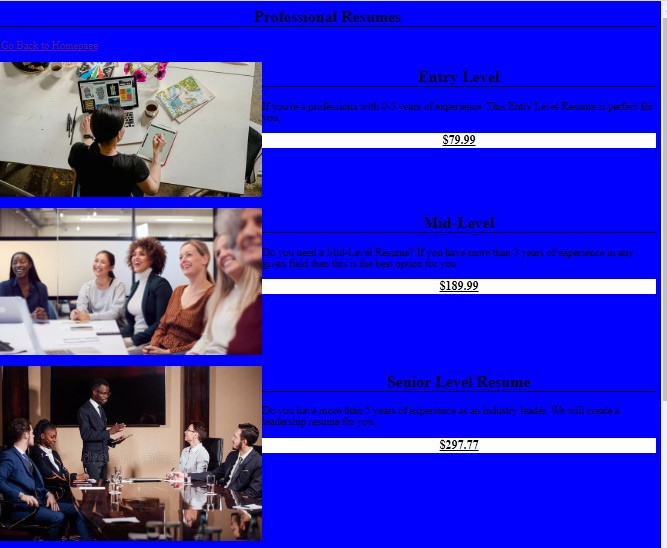 Professional Resumes
Go Back to Homepage
Entry Level
If you're a professiona with 0-3 years of experience. This Entry Level Resume is perfect for
you.
$79.99
Mid-Level
Do you need a Mid-Level Resume? If you have more than 3 years of experience in any
given field then this is the best option for you.
$189.99
Senior Level Resume
Do you have more than 5 years of experience as an industry leader. We will create a
leadership resume for you.
$297.77